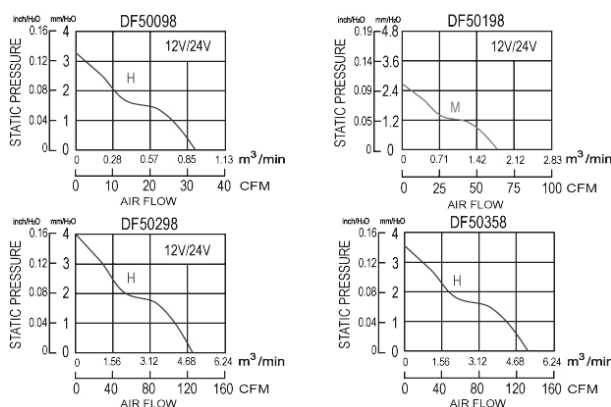 DF50098
inch/H₂O mm/H₂O
STATIC PRESSURE
0.16 4
0.12 3
0.08 2
0.04 1
0 0
12V/24V
H
0 0.28 0.57 0.85 1.13 m³/min
0 10 20 30 40 CFM
AIR FLOW
DF50198
inch/H₂O mm/H₂O
STATIC PRESSURE
0.19 4.8
0.14 3.6
0.09 2.4
0.05 1.2
0 0
12V/24V
M
0 0.71 1.42 2.12 2.83 m³/min
0 25 50 75 100 CFM
AIR FLOW
DF50298
inch/H₂O mm/H₂O
STATIC PRESSURE
0.16 4
0.12 3
0.08 2
0.04 1
0 0
12V/24V
H
0 1.56 3.12 4.68 6.24 m³/min
0 40 80 120 160 CFM
AIR FLOW
DF50358
inch/H₂O mm/H₂O
STATIC PRESSURE
0.16 4
0.12 3
0.08 2
0.04 1
0 0
H
0 1.56 3.12 4.68 6.24 m³/min
0 40 80 120 160 CFM
AIR FLOW